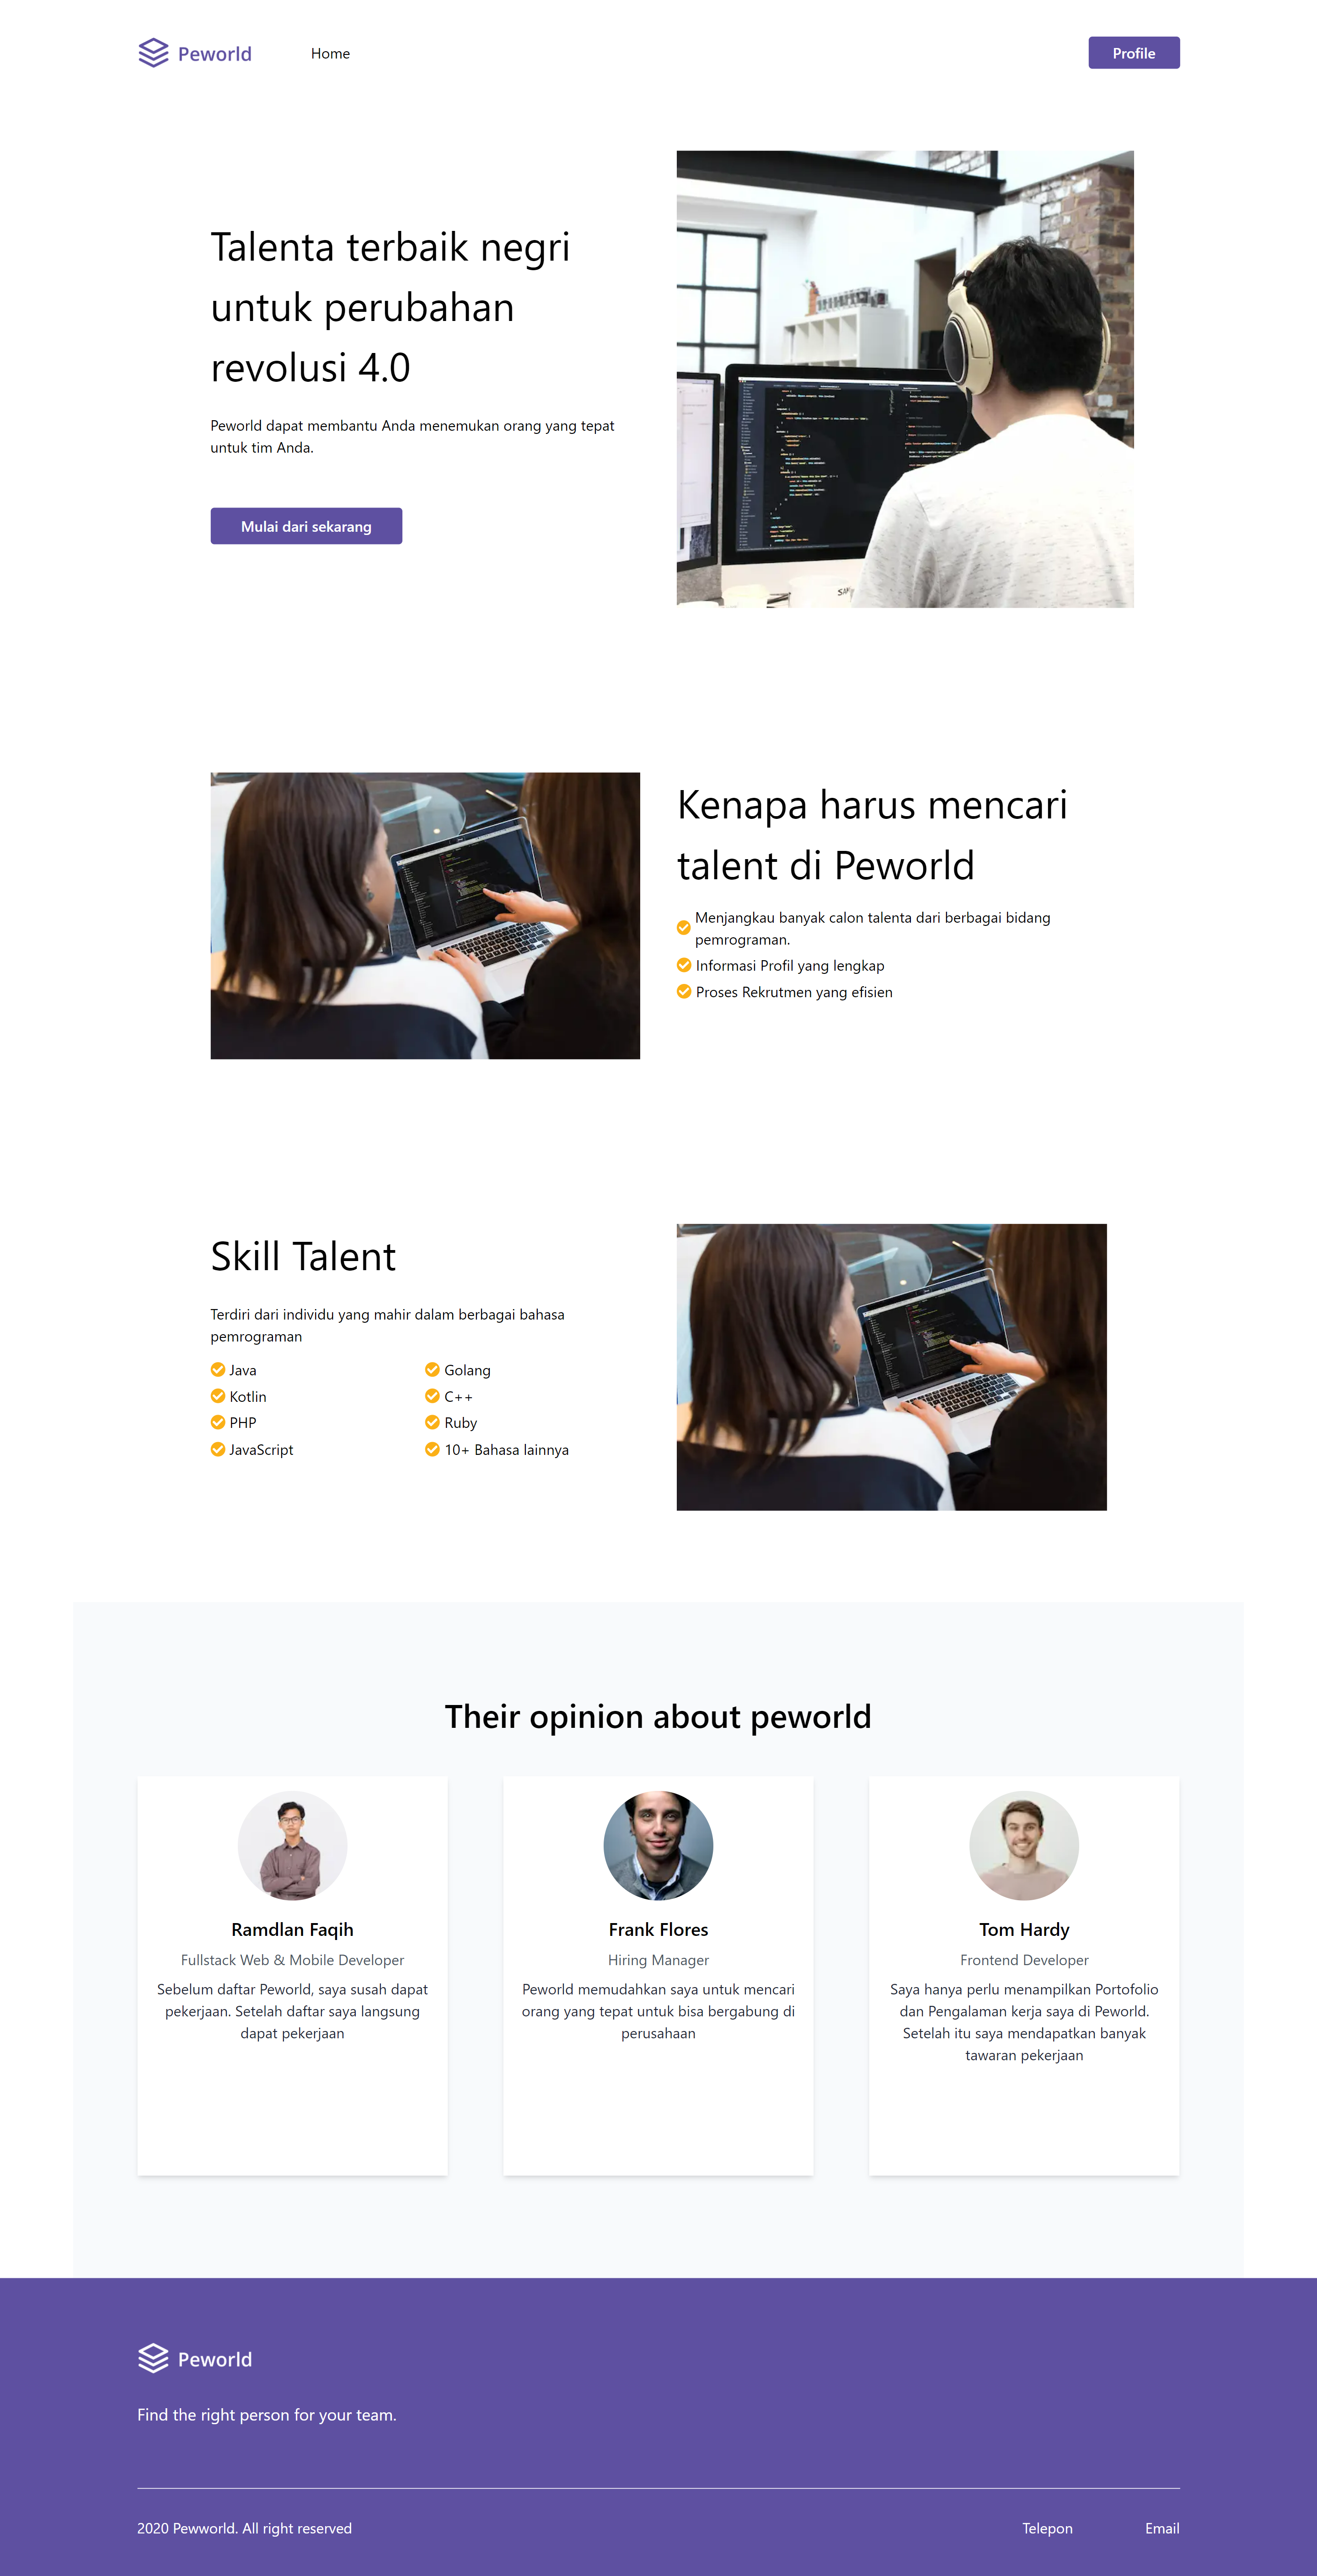 Peworld
Home
Profile
Talenta terbaik negri
untuk perubahan
revolusi 4.0
Peworld dapat membantu Anda menemukan orang yang tepat
untuk tim Anda.
Mulai dari sekarang
Kenapa harus mencari
talent di Peworld
Menjangkau banyak calon talenta dari berbagai bidang
pemrograman.
Informasi Profil yang lengkap
Proses Rekrutmen yang efisien
Skill Talent
Terdiri dari individu yang mahir dalam berbagai bahasa
pemrograman
Java
Kotlin
PHP
JavaScript
Golang
C++
Ruby
10+ Bahasa lainnya
Their opinion about peworld
Ramdlan Faqih
Fullstack Web & Mobile Developer
Sebelum daftar Peworld, saya susah dapat
pekerjaan. Setelah daftar saya langsung
dapat pekerjaan
Frank Flores
Hiring Manager
Peworld memudahkan saya untuk mencari
orang yang tepat untuk bisa bergabung di
perusahaan
Tom Hardy
Frontend Developer
Saya hanya perlu menampilkan Portofolio
dan Pengalaman kerja saya di Peworld.
Setelah itu saya mendapatkan banyak
tawaran pekerjaan
Peworld
Find the right person for your team.
2020 Pewworld. All right reserved
Telepon
Email